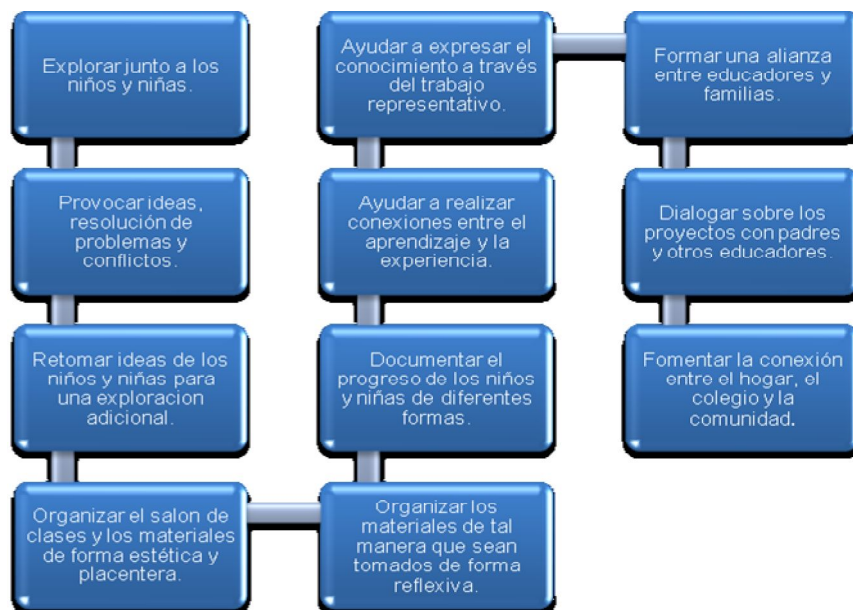 Explorar junto a los
niños y niñas.
Provocar ideas,
resolución de
problemas y
conflictos.
Retomar ideas de los
niños y niñas para
una exploracion
adicional.
Organizar el salon de
clases y los materiales
de forma estética y
placentera.
Organizar los
materiales de tal
manera que sean
tomados de forma
reflexiva.
Documentar el
progreso de los niños
y niñas de diferentes
formas.
Ayudar a realizar
conexiones entre el
aprendizaje y la
experiencia.
Ayudar a expresar el
conocimiento a través
del trabajo
representativo.
Formar una alianza
entre educadores y
familias.
Dialogar sobre los
proyectos con padres
y otros educadores.
Fomentar la conexión
entre el hogar, el
colegio y la
comunidad.